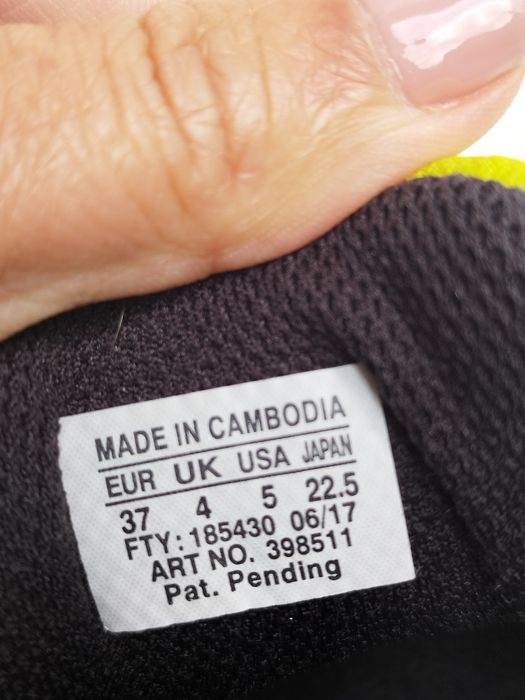 MADE IN CAMBODIA
EUR UK USA JAPAN
37 4 5 22.5
FTY: 185430 06/17
ART NO. 398511
Pat. Pending